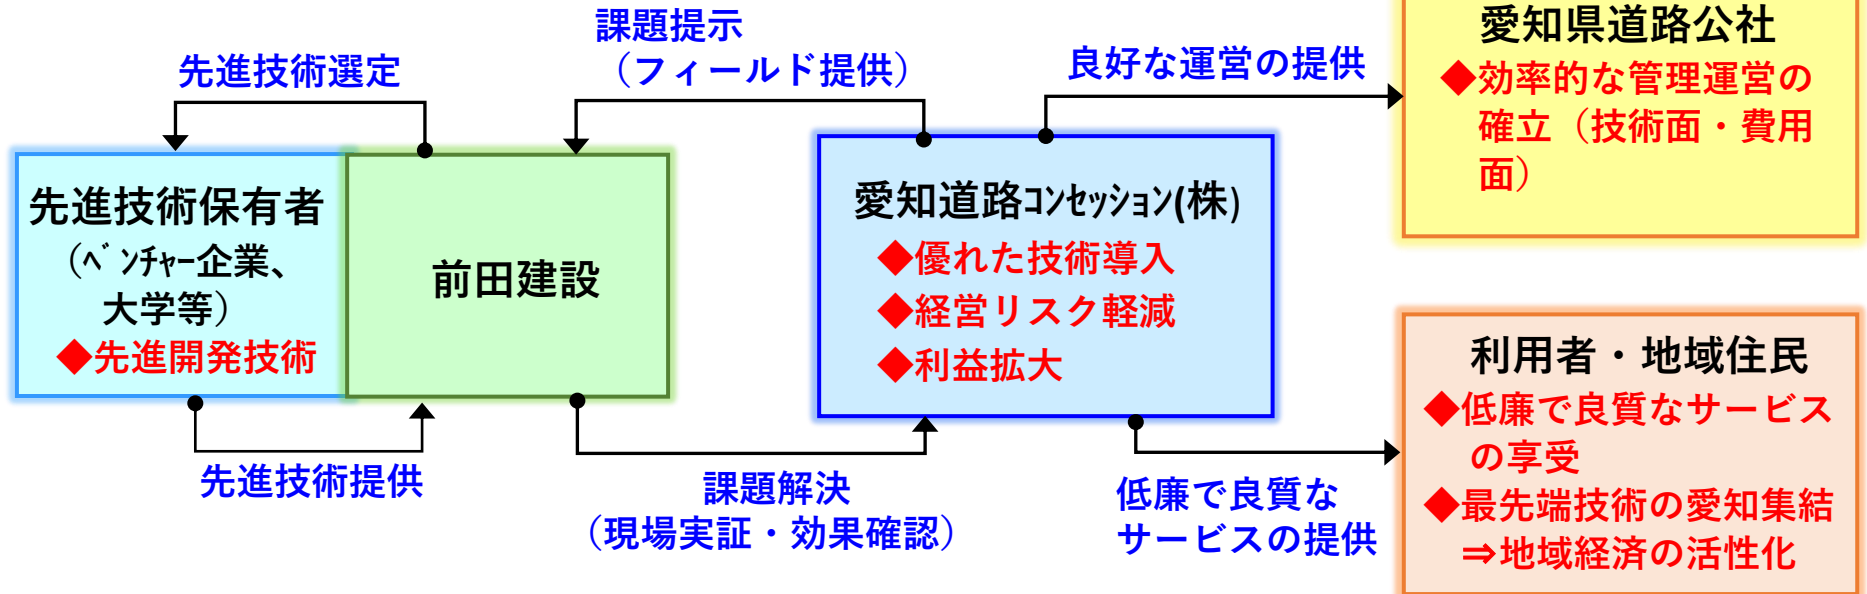 先進技術選定
課題提示
（フィールド提供）
良好な運営の提供
愛知県道路公社
◆効率的な管理運営の
確立（技術面・費用
面）
先進技術保有者
（ﾍﾞﾝﾁｬｰ企業、
大学等）
◆先進開発技術
前田建設
愛知道路ｺﾝｾｯｼｮﾝ(株)
◆優れた技術導入
◆経営リスク軽減
◆利益拡大
利用者・地域住民
◆低廉で良質なサービス
の享受
◆最先端技術の愛知集結
⇒地域経済の活性化
先進技術提供
課題解決
（現場実証・効果確認）
低廉で良質な
サービスの提供